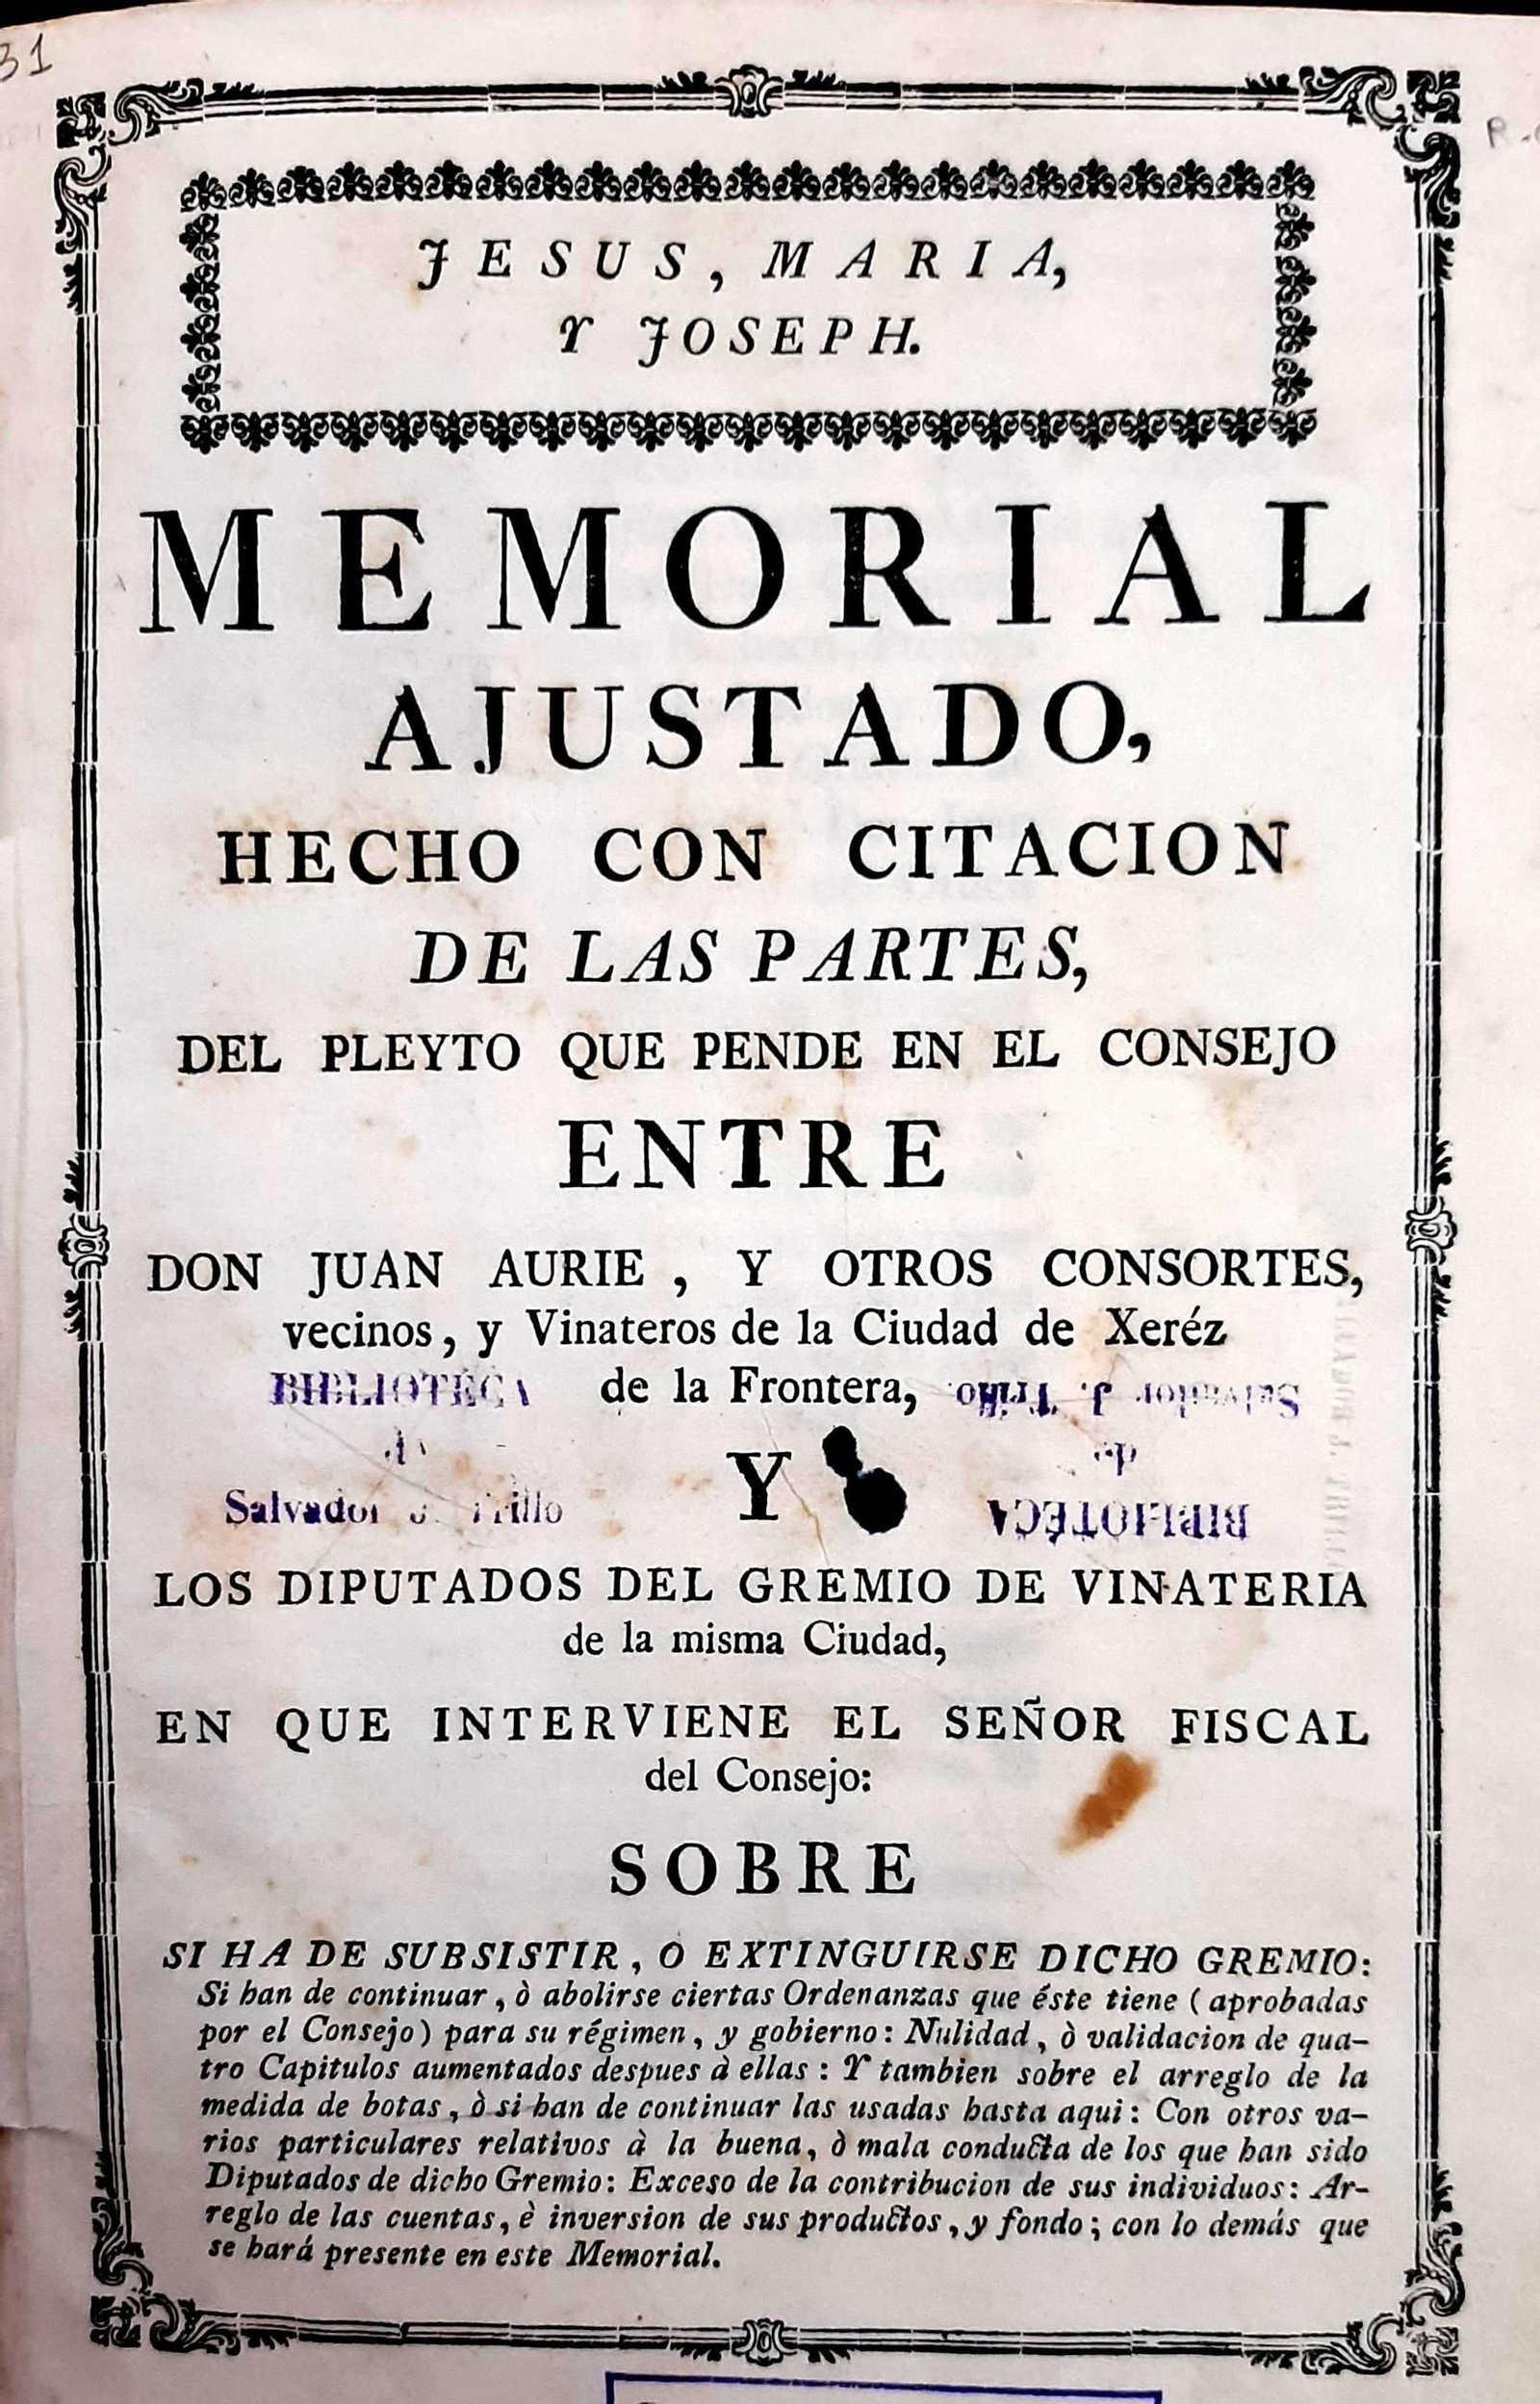 31
JESUS, MARIA,
Y JOSEPH.
MEMORIAL
AJUSTADO,
HECHO CON CITACION
DE LAS PARTES,
DEL PLEYTO QUE PENDE EN EL CONSEJO
ENTRE
DON JUAN AURIE, Y OTROS CONSORTES,
vecinos, y Vinateros de la Ciudad de Xeréz
de la Frontera,
BIBLIOTECA
Salvador J. Trillo
Salvador J. Trillo
de
BIBLIOTECA
Y
LOS DIPUTADOS DEL GREMIO DE VINATERIA
de la misma Ciudad,
EN QUE INTERVIENE EL SEÑOR FISCAL
del Consejo:
SOBRE
SI HA DE SUBSISTIR, O EXTINGUIRSE DICHO GREMIO:
Si han de continuar, ò abolirse ciertas Ordenanzas que éste tiene (aprobadas
por el Consejo) para su régimen, y gobierno: Nulidad, ò validacion de qua-
tro Capitulos aumentados despues à ellas: Y tambien sobre el arreglo de la
medida de botas, ò si han de continuar las usadas hasta aqui: Con otros va-
rios particulares relativos à la buena, ò mala conducta de los que han sido
Diputados de dicho Gremio: Exceso de la contribucion de sus individuos: Ar-
reglo de las cuentas, è inversion de sus productos, y fondo; con lo demás que
se hará presente en este Memorial.